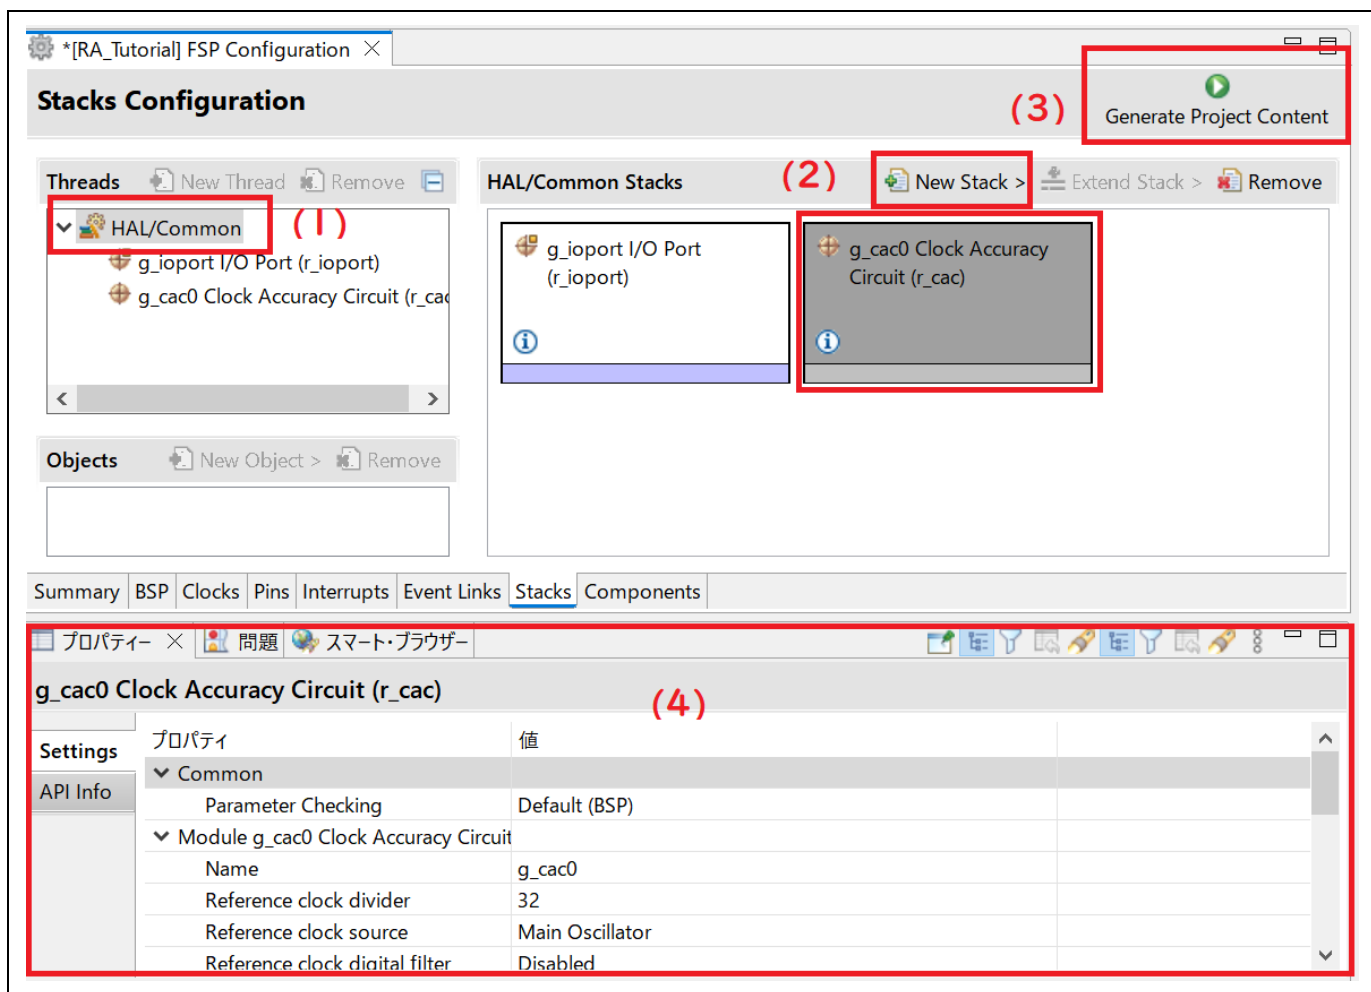 *[RA_Tutorial] FSP Configuration
Stacks Configuration
(3)
Generate Project Content
Threads
New Thread
Remove
HAL/Common
(1)
g_ioport I/O Port (r_ioport)
g_cac0 Clock Accuracy Circuit (r_cac
HAL/Common Stacks
(2)
New Stack >
Extend Stack >
Remove
g_ioport I/O Port
(r_ioport)
g_cac0 Clock Accuracy
Circuit (r_cac)
Objects
New Object >
Remove
Summary
BSP
Clocks
Pins
Interrupts
Event Links
Stacks
Components
プロパティー
問題
スマート・ブラウザー
g_cac0 Clock Accuracy Circuit (r_cac)
(4)
Settings
API Info
プロパティ 値
Common
Parameter Checking Default (BSP)
Module g_cac0 Clock Accuracy Circuit
Name g_cac0
Reference clock divider 32
Reference clock source Main Oscillator
Reference clock digital filter Disabled